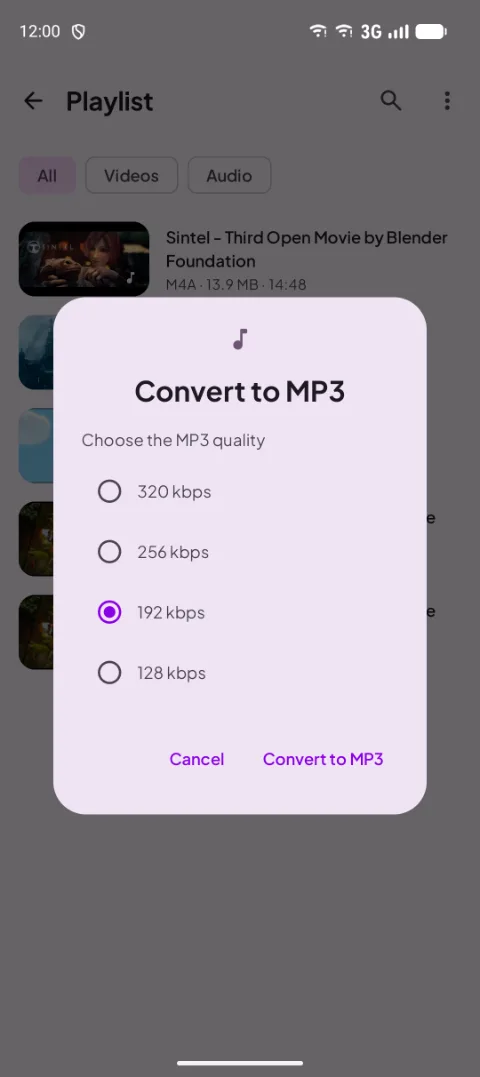 12:00
3G
Playlist
All
Videos
Audio
SINTEL
Sintel - Third Open Movie by Blender
Foundation
M4A · 13.9 MB · 14:48
Convert to MP3
Choose the MP3 quality
320 kbps
256 kbps
e
192 kbps
e
128 kbps
Cancel
Convert to MP3